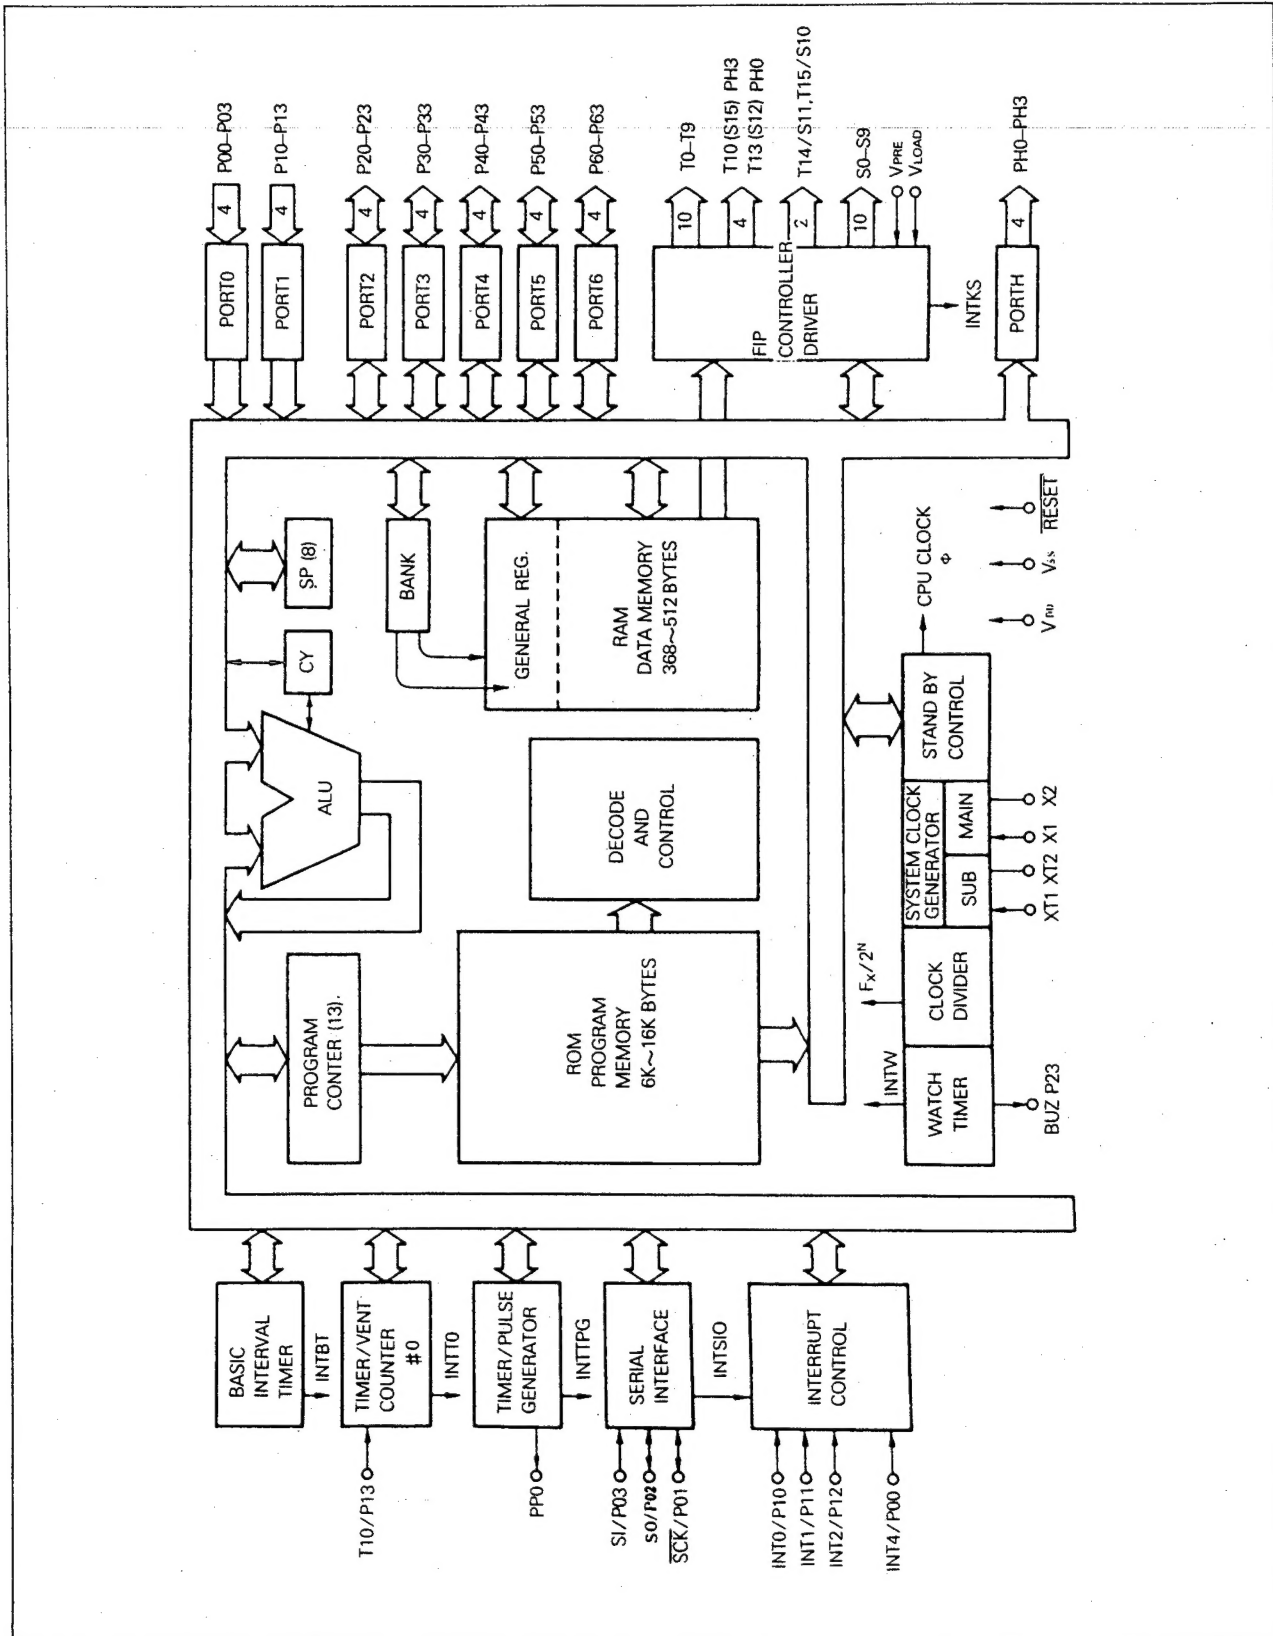 BASIC
INTERVAL
TIMER
INTBT
T10/P13
TIMER/VENT
COUNTER
#0
INTT0
PP0
TIMER/PULSE
GENERATOR
INTTPG
SI/P03
SO/P02
SCK/P01
SERIAL
INTERFACE
INTSIO
INT0/P10
INT1/P11
INT2/P12
INT4/P00
INTERRUPT
CONTROL
PROGRAM
CONTER (13).
ALU
CY
SP (8)
BANK
ROM
PROGRAM
MEMORY
6K~16K BYTES
DECODE
AND
CONTROL
GENERAL REG.
RAM
DATA MEMORY
368~512 BYTES
INTW
FX/2N
CPU CLOCK
Φ
WATCH
TIMER
CLOCK
DIVIDER
SYSTEM CLOCK
GENERATOR
SUB
MAIN
STAND BY
CONTROL
BUZ P23
XT1 XT2
X1
X2
VDD
VSS
RESET
PORT0
4
P00–P03
PORT1
4
P10–P13
PORT2
4
P20–P23
PORT3
4
P30–P33
PORT4
4
P40–P43
PORT5
4
P50–P53
PORT6
4
P60–P63
FIP
CONTROLLER
DRIVER
10
T0–T9
4
T10 (S15) PH3
T13 (S12) PH0
2
T14/S11, T15/S10
10
S0–S9
VPRE
VLOAD
INTKS
PORTH
4
PH0–PH3